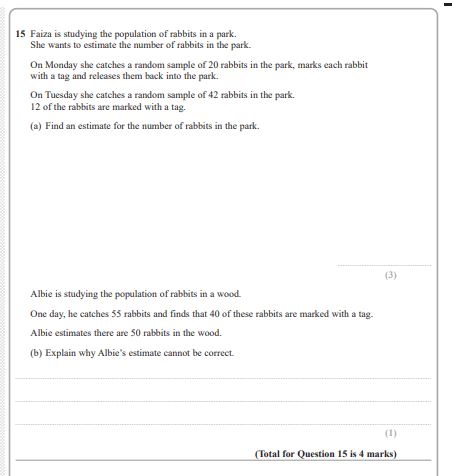 15 Faiza is studying the population of rabbits in a park.
She wants to estimate the number of rabbits in the park.
On Monday she catches a random sample of 20 rabbits in the park, marks each rabbit
with a tag and releases them back into the park.
On Tuesday she catches a random sample of 42 rabbits in the park.
12 of the rabbits are marked with a tag.
(a) Find an estimate for the number of rabbits in the park.
(3)
Albie is studying the population of rabbits in a wood.
One day, he catches 55 rabbits and finds that 40 of these rabbits are marked with a tag.
Albie estimates there are 50 rabbits in the wood.
(b) Explain why Albie's estimate cannot be correct.
(1)
(Total for Question 15 is 4 marks)